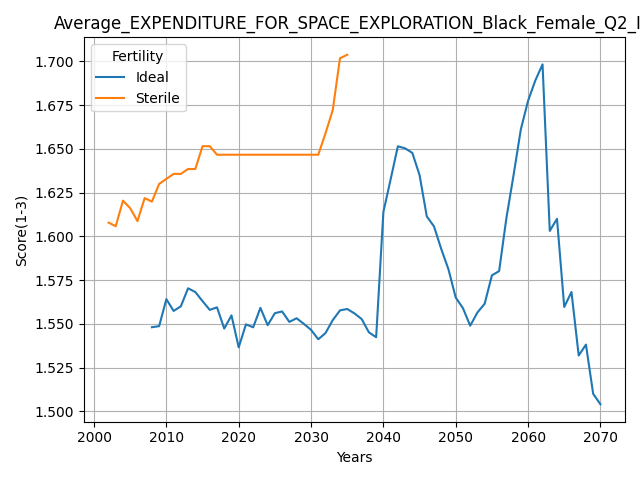 Average_EXPENDITURE_FOR_SPACE_EXPLORATION_Black_Female_Q2_I
Fertility
Ideal
Sterile
Score(1-3)
1.700
1.675
1.650
1.625
1.600
1.575
1.550
1.525
1.500
2000 2010 2020 2030 2040 2050 2060 2070
Years